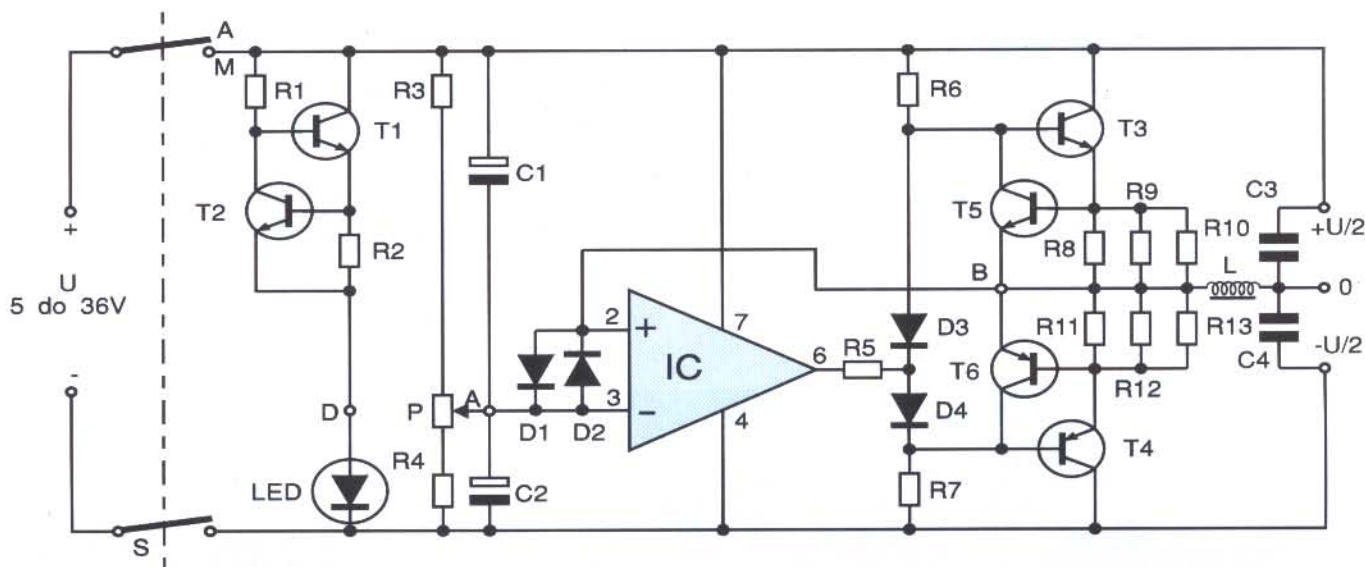 A
M
R1
T1
T2
R2
R3
C1
+
U
5 do 36V
-
S
D
LED
P
A
R4
C2
D1
D2
2
+
3
-
IC
7
6
4
R5
R6
T3
T5
R9
C3
R8
R10
+U/2
B
L
0
D3
R11
R13
T6
C4
-U/2
R12
D4
T4
R7